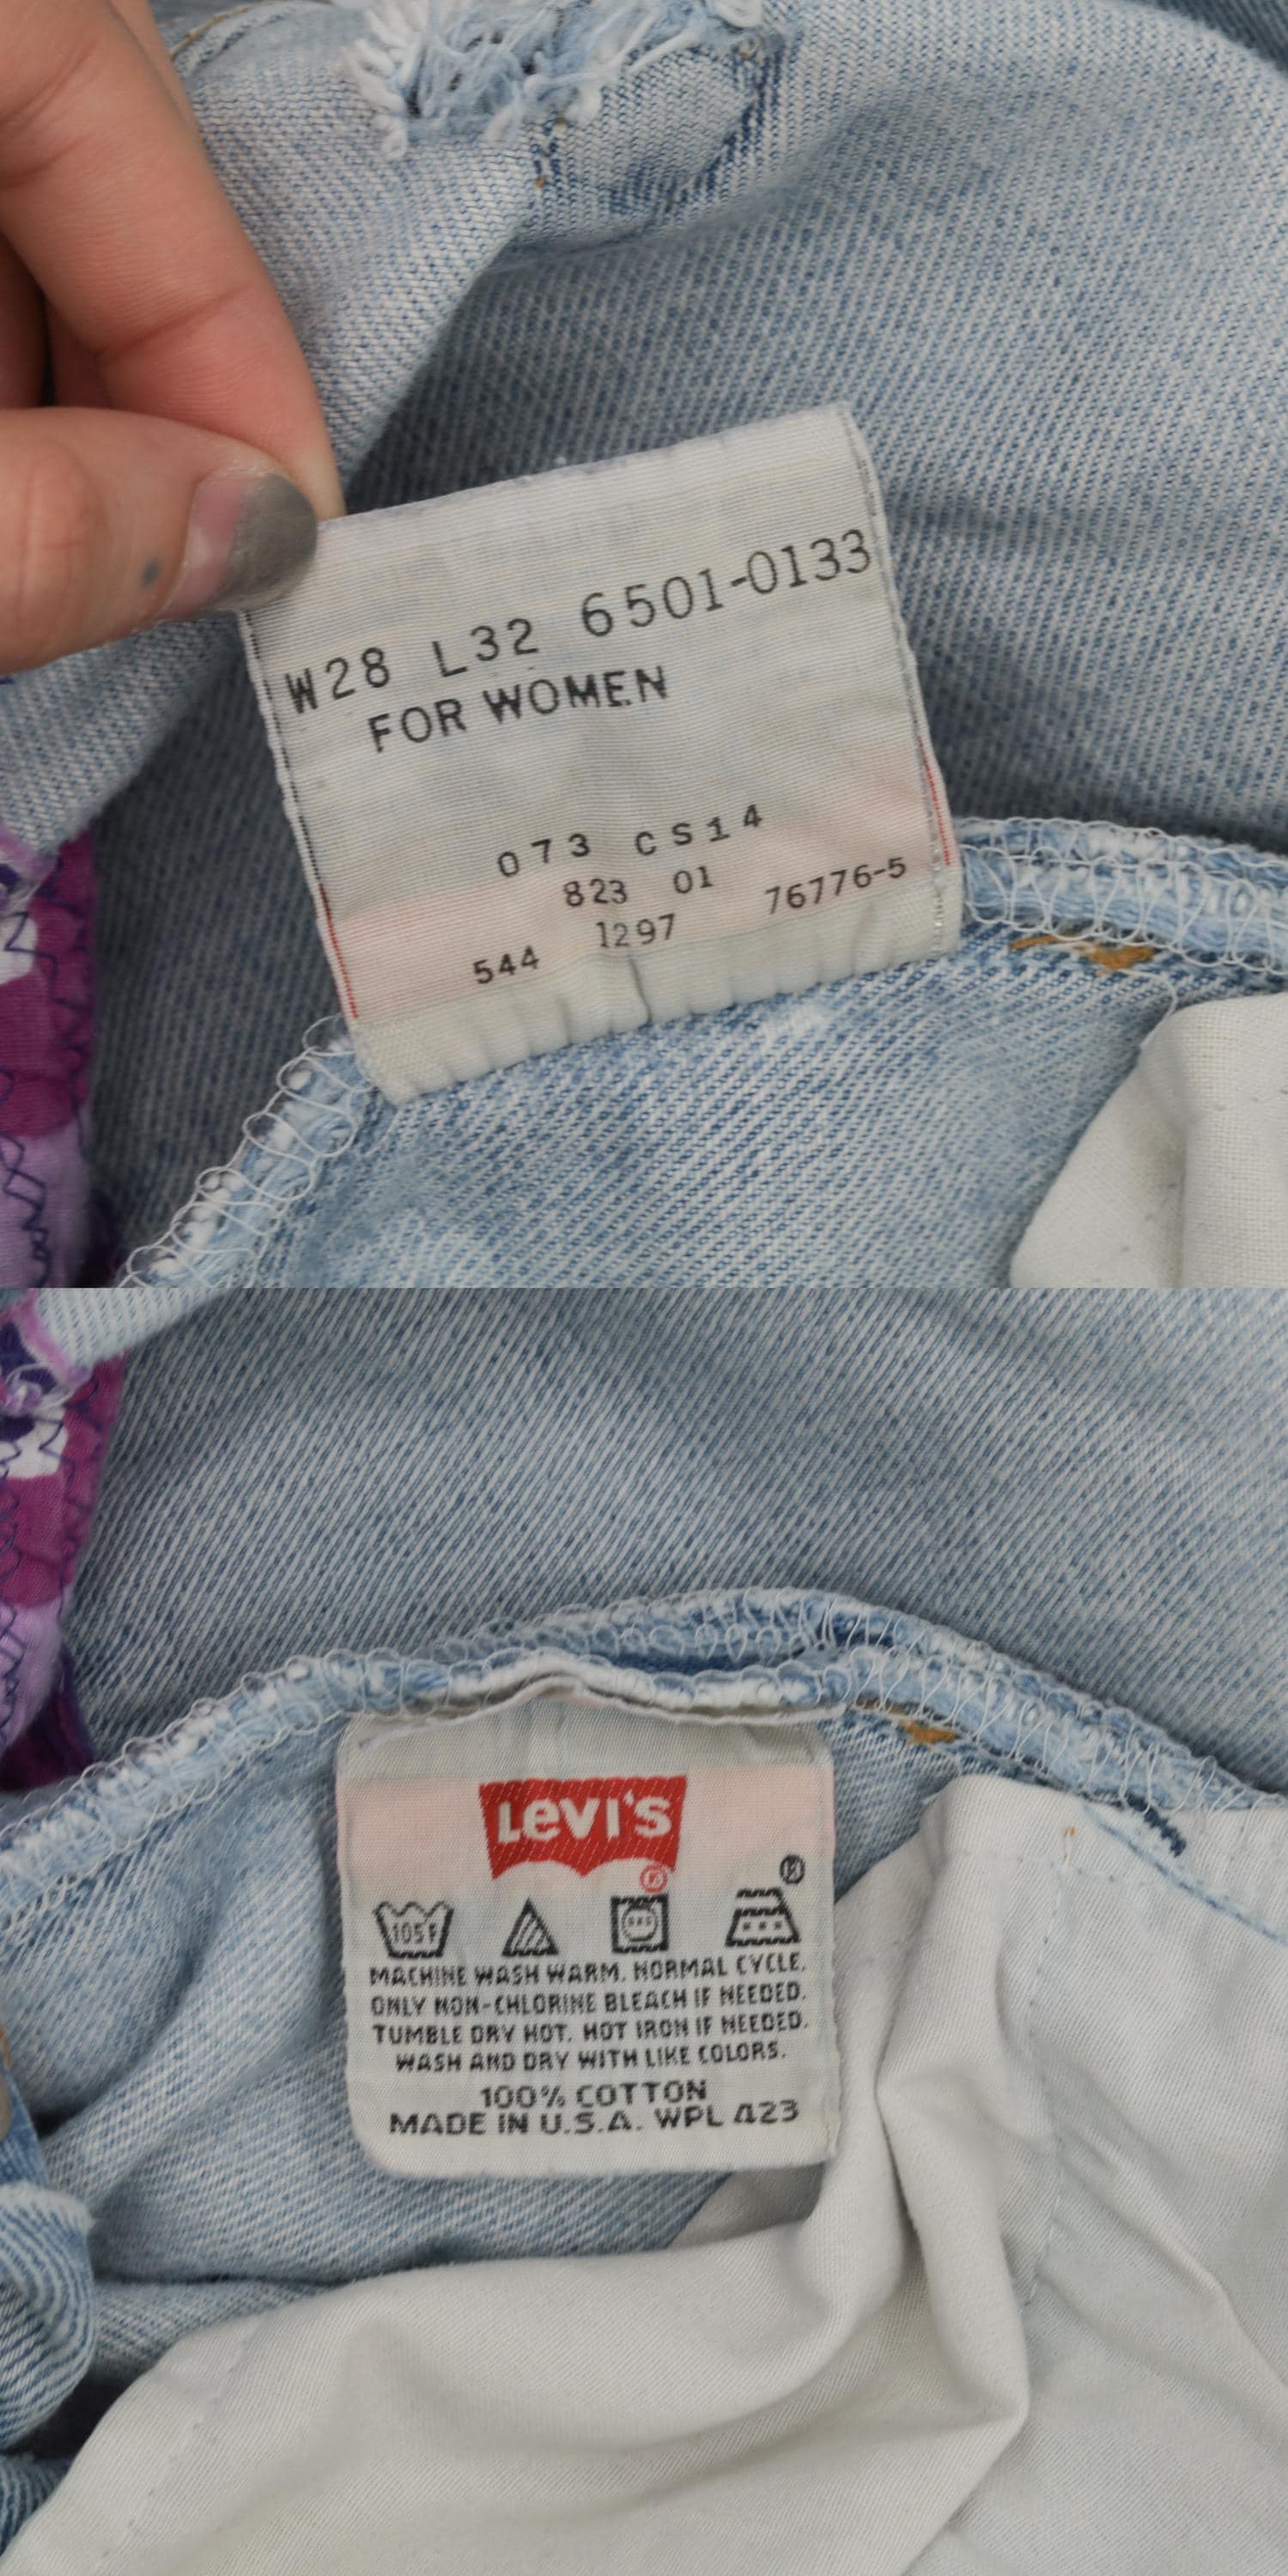 W28 L32 6501-0133
FOR WOMEN
073 CS14
823 01 76776-5
544 1297
Levi's
®
®
105F
MACHINE WASH WARM. NORMAL CYCLE.
ONLY NON-CHLORINE BLEACH IF NEEDED.
TUMBLE DRY HOT. HOT IRON IF NEEDED.
WASH AND DRY WITH LIKE COLORS.
100% COTTON
MADE IN U.S.A. WPL 423